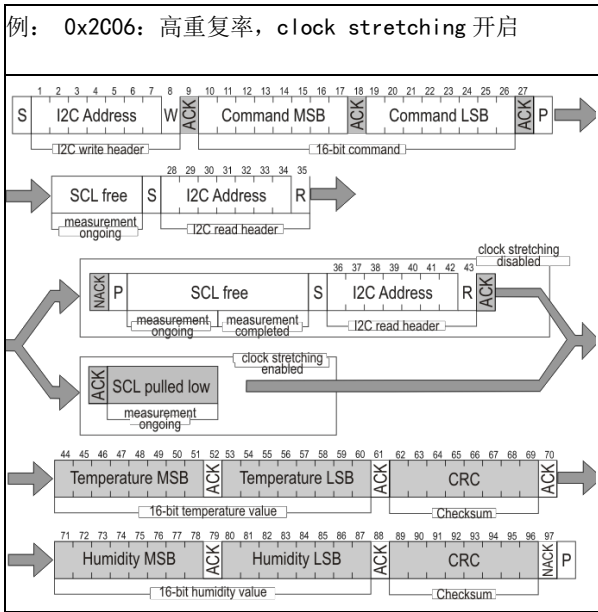 例： 0x2C06：高重复率，clock stretching 开启
1 2 3 4 5 6 7 8 9 10 11 12 13 14 15 16 17 18 19 20 21 22 23 24 25 26 27
S I2C Address W ACK Command MSB ACK Command LSB ACK P
I2C write header 16-bit command
28 29 30 31 32 33 34 35
SCL free S I2C Address R
measurement ongoing I2C read header
clock stretching disabled
36 37 38 39 40 41 42 43
NACK P SCL free S I2C Address R ACK
measurement ongoing measurement completed I2C read header
clock stretching enabled
ACK SCL pulled low
measurement ongoing
44 45 46 47 48 49 50 51 52 53 54 55 56 57 58 59 60 61 62 63 64 65 66 67 68 69 70
Temperature MSB ACK Temperature LSB ACK CRC ACK
16-bit temperature value Checksum
71 72 73 74 75 76 77 78 79 80 81 82 83 84 85 86 87 88 89 90 91 92 93 94 95 96 97
Humidity MSB ACK Humidity LSB ACK CRC NACK P
16-bit humidity value Checksum